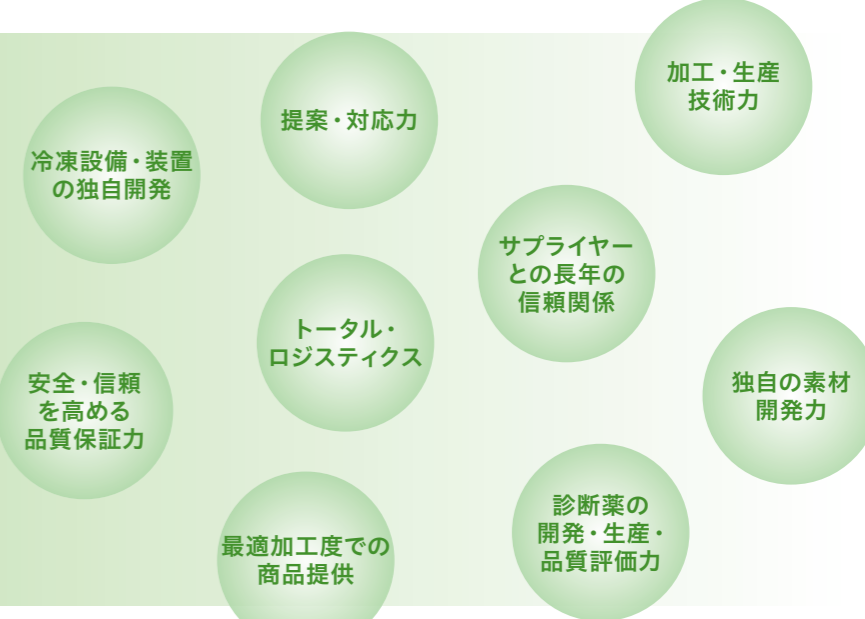 加工・生産
技術力
提案・対応力
冷凍設備・装置
の独自開発
サプライヤー
との長年の
信頼関係
トータル・
ロジスティクス
独自の素材
開発力
安全・信頼
を高める
品質保証力
診断薬の
開発・生産・
品質評価力
最適加工度での
商品提供